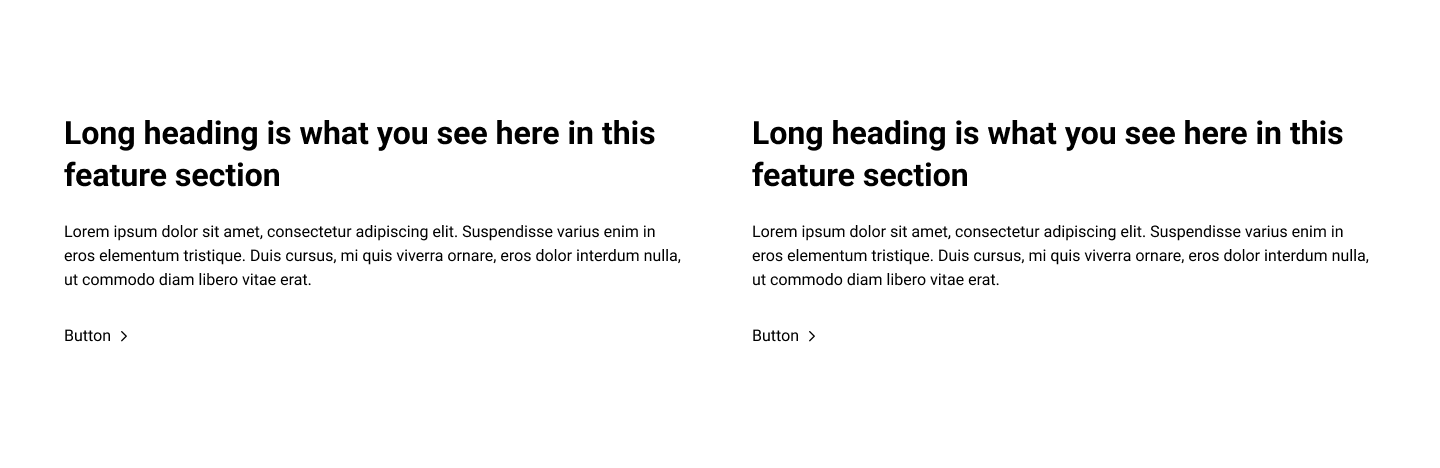 Long heading is what you see here in this
feature section
Lorem ipsum dolor sit amet, consectetur adipiscing elit. Suspendisse varius enim in
eros elementum tristique. Duis cursus, mi quis viverra ornare, eros dolor interdum nulla,
ut commodo diam libero vitae erat.
Button
Long heading is what you see here in this
feature section
Lorem ipsum dolor sit amet, consectetur adipiscing elit. Suspendisse varius enim in
eros elementum tristique. Duis cursus, mi quis viverra ornare, eros dolor interdum nulla,
ut commodo diam libero vitae erat.
Button